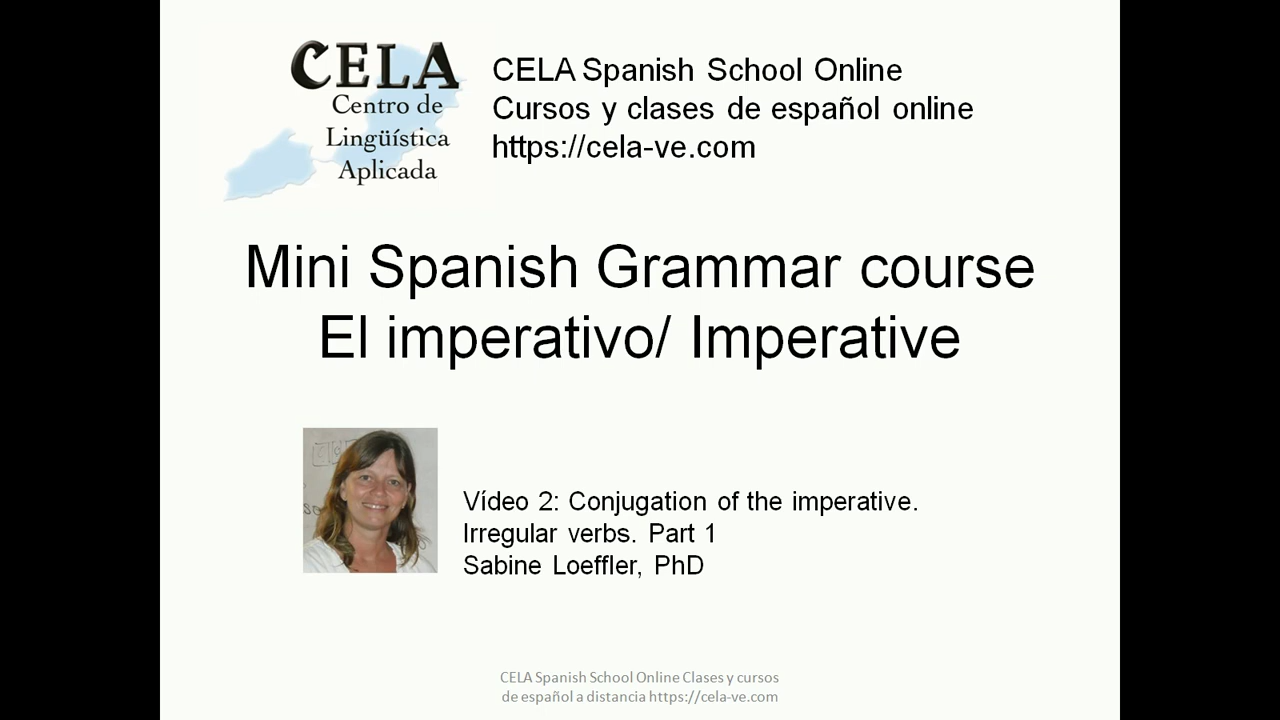 CELA
Centro de
Lingüística
Aplicada
CELA Spanish School Online
Cursos y clases de español online
https://cela-ve.com
Mini Spanish Grammar course
El imperativo/ Imperative
Vídeo 2: Conjugation of the imperative.
Irregular verbs. Part 1
Sabine Loeffler, PhD
CELA Spanish School Online Clases y cursos
de español a distancia https://cela-ve.com